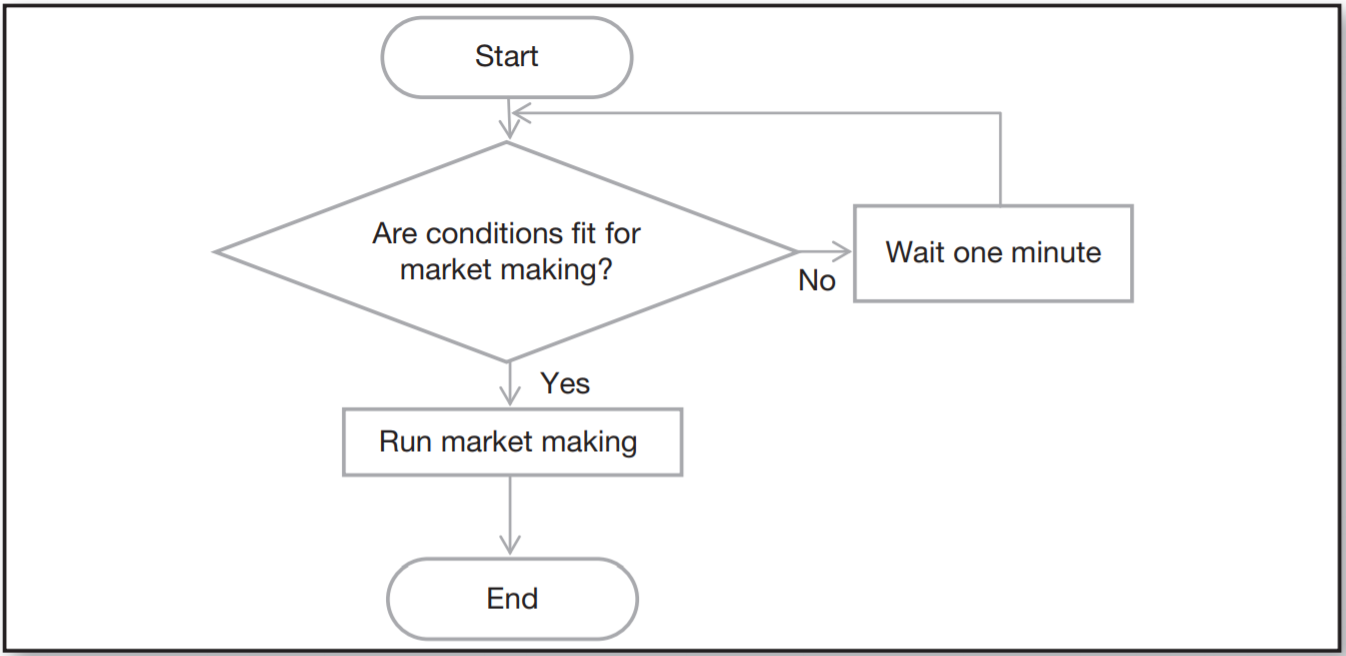 Start
Are conditions fit for
market making?
No
Wait one minute
Yes
Run market making
End